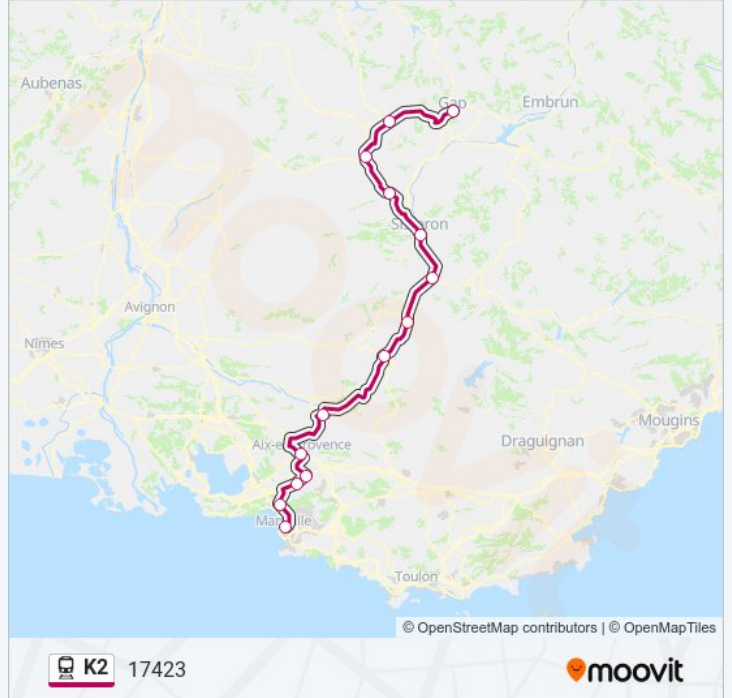 Aubenas
Gap
Embrun
Sisteron
Avignon
Nîmes
Mougins
Aix-en-Provence
Draguignan
Marseille
Toulon
© OpenStreetMap contributors | © OpenMapTiles
K2 17423 moovit